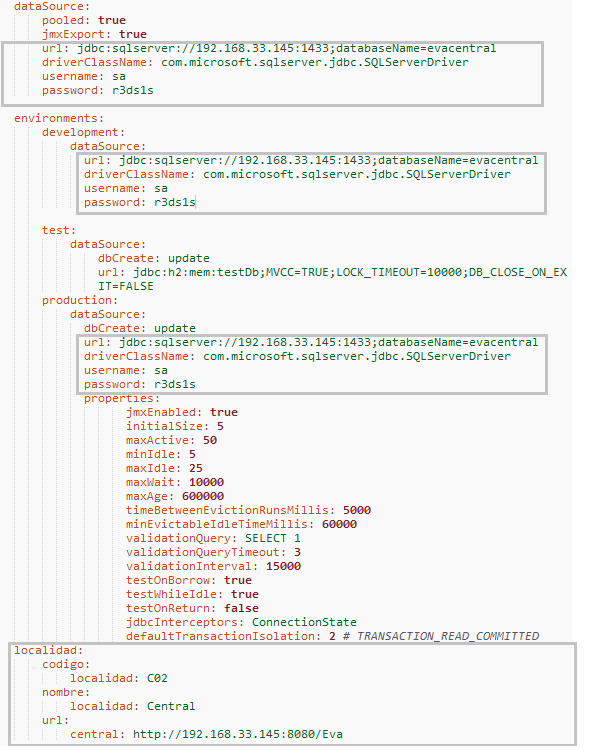 dataSource:
    pooled: true
    jmxExport: true
    url: jdbc:sqlserver://192.168.33.145:1433;databaseName=evacentral
    driverClassName: com.microsoft.sqlserver.jdbc.SQLServerDriver
    username: sa
    password: r3ds1s
environments:
    development:
        dataSource:
            url: jdbc:sqlserver://192.168.33.145:1433;databaseName=evacentral
            driverClassName: com.microsoft.sqlserver.jdbc.SQLServerDriver
            username: sa
            password: r3ds1s
    test:
        dataSource:
            dbCreate: update
            url: jdbc:h2:mem:testDb;MVCC=TRUE;LOCK_TIMEOUT=10000;DB_CLOSE_ON_EX
            IT=FALSE
    production:
        dataSource:
            dbCreate: update
            url: jdbc:sqlserver://192.168.33.145:1433;databaseName=evacentral
            driverClassName: com.microsoft.sqlserver.jdbc.SQLServerDriver
            username: sa
            password: r3ds1s
            properties:
                jmxEnabled: true
                initialSize: 5
                maxActive: 50
                minIdle: 5
                maxIdle: 25
                maxWait: 10000
                maxAge: 600000
                timeBetweenEvictionRunsMillis: 5000
                minEvictableIdleTimeMillis: 60000
                validationQuery: SELECT 1
                validationQueryTimeout: 3
                validationInterval: 15000
                testOnBorrow: true
                testWhileIdle: true
                testOnReturn: false
                jdbcInterceptors: ConnectionState
                defaultTransactionIsolation: 2 # TRANSACTION_READ_COMMITTED
localidad:
    codigo:
        localidad: C02
    nombre:
        localidad: Central
    url:
        central: http://192.168.33.145:8080/Eva